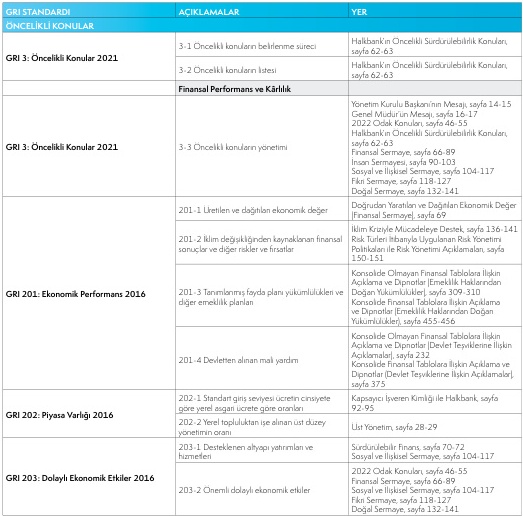 GRI STANDARDI AÇIKLAMALAR YER
ÖNCELİKLİ KONULAR
GRI 3: Öncelikli Konular 2021
3-1 Öncelikli konuların belirlenme süreci
Halkbank'ın Öncelikli Sürdürülebilirlik Konuları,
sayfa 62-63
3-2 Öncelikli konuların listesi
Halkbank'ın Öncelikli Sürdürülebilirlik Konuları,
sayfa 62-63
Finansal Performans ve Kârlılık
GRI 3: Öncelikli Konular 2021
3-3 Öncelikli konuların yönetimi
Yönetim Kurulu Başkanı'nın Mesajı, sayfa 14-15
Genel Müdür'ün Mesajı, sayfa 16-17
2022 Odak Konuları, sayfa 46-55
Halkbank'ın Öncelikli Sürdürülebilirlik Konuları,
sayfa 62-63
Finansal Sermaye, sayfa 66-89
İnsan Sermayesi, sayfa 90-103
Sosyal ve İlişkisel Sermaye, sayfa 104-117
Fikri Sermaye, sayfa 118-127
Doğal Sermaye, sayfa 132-141
GRI 201: Ekonomik Performans 2016
201-1 Üretilen ve dağıtılan ekonomik değer
Doğrudan Yaratılan ve Dağıtılan Ekonomik Değer
(Finansal Sermaye), sayfa 69
201-2 İklim değişikliğinden kaynaklanan finansal
sonuçlar ve diğer riskler ve fırsatlar
İklim Kriziyle Mücadeleye Destek, sayfa 136-141
Risk Türleri İtibarıyla Uygulanan Risk Yönetimi
Politikaları ile Risk Yönetimi Açıklamaları, sayfa
150-151
201-3 Tanımlanmış fayda planı yükümlülükleri ve
diğer emeklilik planları
Konsolide Olmayan Finansal Tablolara İlişkin
Açıklama ve Dipnotlar (Emeklilik Haklarından
Doğan Yükümlülükler), sayfa 309-310
Konsolide Finansal Tablolara İlişkin Açıklama
ve Dipnotlar (Emeklilik Haklarından Doğan
Yükümlülükler), sayfa 455-456
201-4 Devletten alınan mali yardım
Konsolide Olmayan Finansal Tablolara İlişkin
Açıklama ve Dipnotlar (Devlet Teşviklerine İlişkin
Açıklamalar), sayfa 232
Konsolide Finansal Tablolara İlişkin Açıklama ve
Dipnotlar (Devlet Teşviklerine İlişkin Açıklamalar),
sayfa 375
GRI 202: Piyasa Varlığı 2016
202-1 Standart giriş seviyesi ücretin cinsiyete
göre yerel asgari ücrete göre oranları
Kapsayıcı İşveren Kimliği ile Halkbank, sayfa
92-95
202-2 Yerel topluluktan işe alınan üst düzey
yönetimin oranı
Üst Yönetim, sayfa 28-29
GRI 203: Dolaylı Ekonomik Etkiler 2016
203-1 Desteklenen altyapı yatırımları ve
hizmetleri
Sürdürülebilir Finans, sayfa 70-72
Sosyal ve İlişkisel Sermaye, sayfa 104-117
203-2 Önemli dolaylı ekonomik etkiler
2022 Odak Konuları, sayfa 46-55
Finansal Sermaye, sayfa 66-89
Sosyal ve İlişkisel Sermaye, sayfa 104-117
Fikri Sermaye, sayfa 118-127
Doğal Sermaye, sayfa 132-141